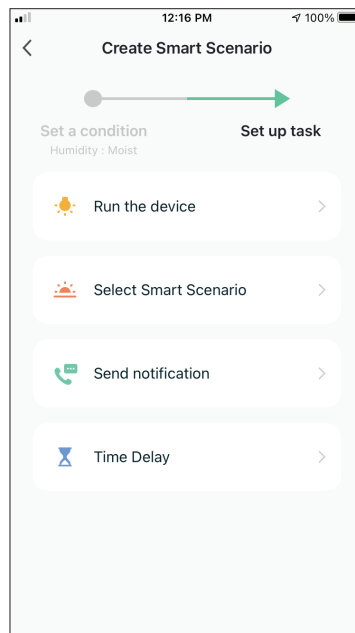 12:16 PM 100%
Create Smart Scenario
Set a condition Set up task
Humidity : Moist
Run the device
Select Smart Scenario
Send notification
Time Delay